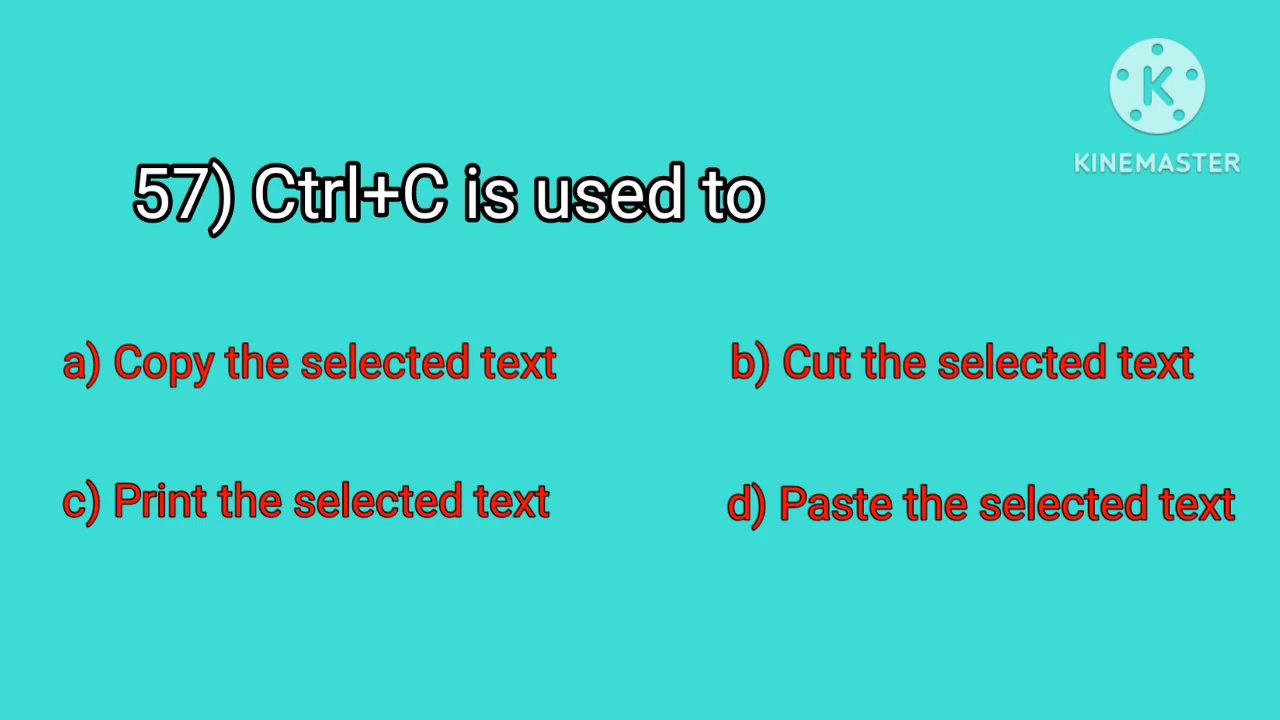 K
KINEMASTER
57) Ctrl+C is used to
a) Copy the selected text
b) Cut the selected text
c) Print the selected text
d) Paste the selected text